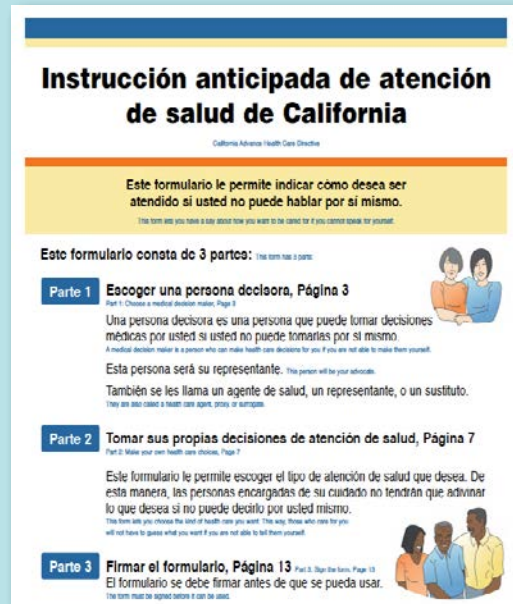 Instrucción anticipada de atención
de salud de California
California Advance Health Care Directive
Este formulario le permite indicar cómo desea ser
atendido si usted no puede hablar por sí mismo.
This form lets you have a say about how you want to be cared for if you cannot speak for yourself.
Este formulario consta de 3 partes: This form has 3 parts:
Parte 1 Escoger una persona decisora, Página 3
Part 1: Choose a medical decision maker, Page 3
Una persona decisora es una persona que puede tomar decisiones
médicas por usted si usted no puede tomarlas por sí mismo.
A medical decision maker is a person who can make health care decisions for you if you are not able to make them yourself.
Esta persona será su representante. This person will be your advocate.
También se les llama un agente de salud, un representante, o un sustituto.
They are also called a health care agent, proxy, or surrogate.
Parte 2 Tomar sus propias decisiones de atención de salud, Página 7
Part 2: Make your own health care choices, Page 7
Este formulario le permite escoger el tipo de atención de salud que desea. De
esta manera, las personas encargadas de su cuidado no tendrán que adivinar
lo que desea si no puede decirlo por usted mismo.
This form lets you choose the kind of health care you want. This way, those who care for you
will not have to guess what you want if you are not able to tell them yourself.
Parte 3 Firmar el formulario, Página 13 Part 3: Sign the form, Page 13
El formulario se debe firmar antes de que se pueda usar.
The form must be signed before it can be used.